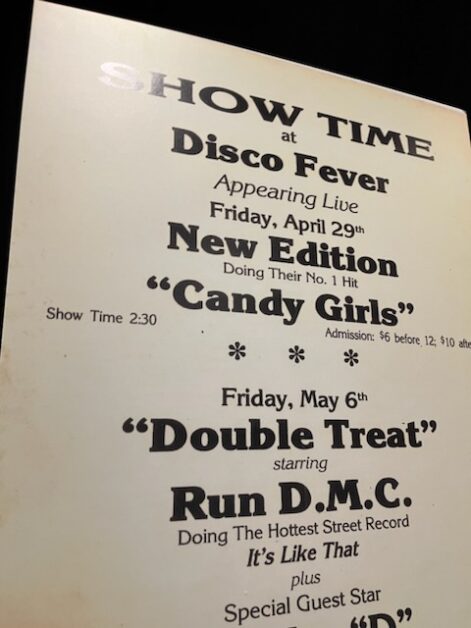 SHOW TIME
at
Disco Fever
Appearing Live
Friday, April 29th
New Edition
Doing Their No. 1 Hit
“Candy Girls”
Show Time 2:30
Admission: $6 before 12; $10
* * *
Friday, May 6th
“Double Treat”
starring
Run D.M.C.
Doing The Hottest Street Record
It's Like That
plus
Special Guest Star
“D”